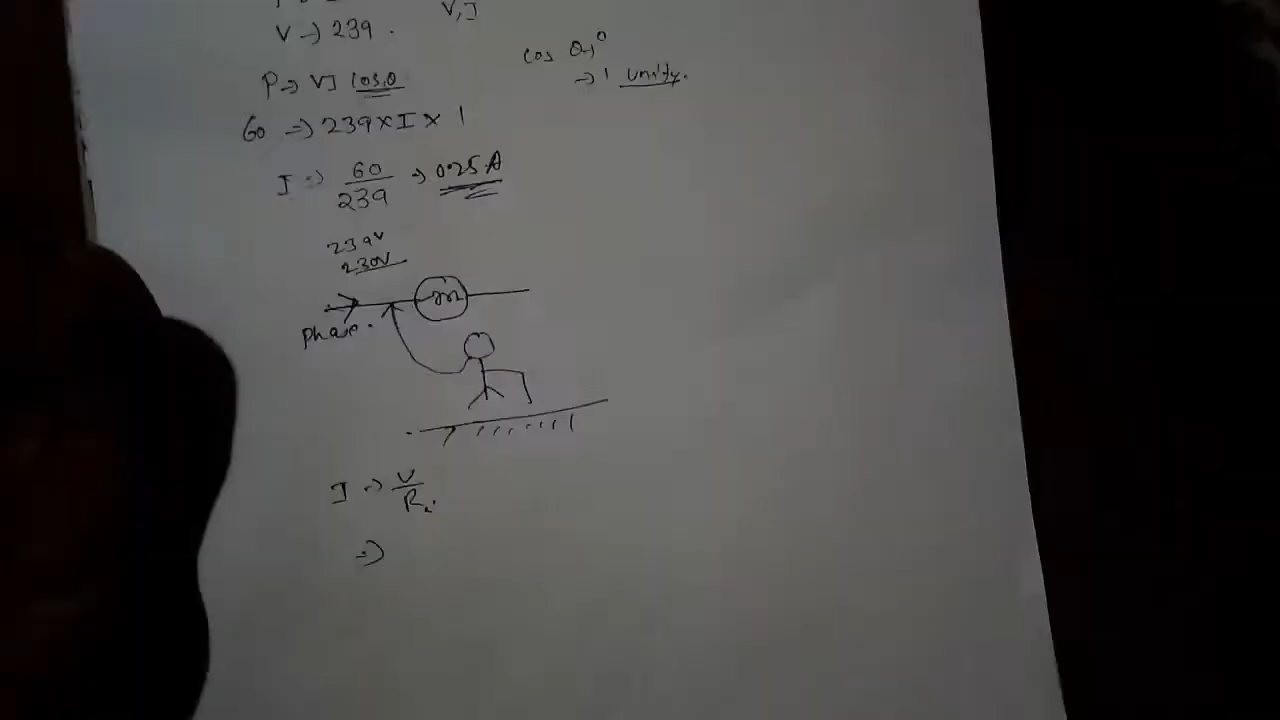 V, I
V → 239.
cos θ, 0
→ 1 unity.
P ⇒ VI cos θ
60 ⇒ 239 × I × 1
I ⇒ 60/239 → 0.25 A
239V
230V
m
phase.
I ⇒ V/R
⇒